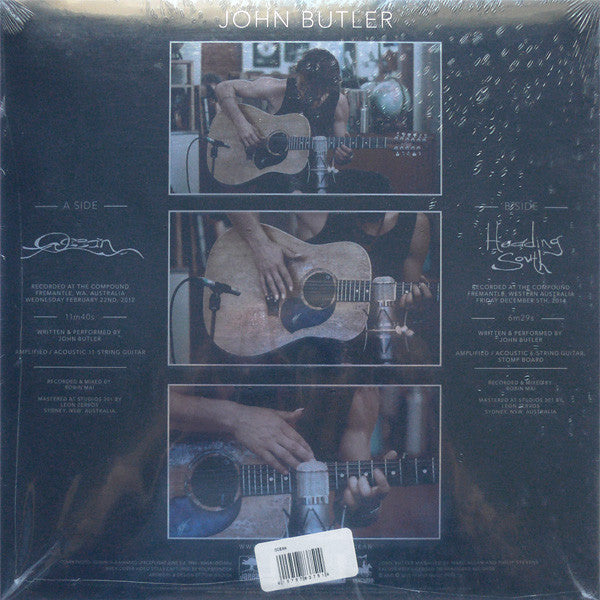 JOHN BUTLER
A SIDE
Ocean
RECORDED AT THE COMPOUND
FREMANTLE, WA. AUSTRALIA
WEDNESDAY FEBRUARY 22ND, 2012
11m40s
WRITTEN & PERFORMED BY
JOHN BUTLER
AMPLIFIED / ACOUSTIC 11 STRING GUITAR
RECORDED & MIXED BY
ROBIN MAI
MASTERED AT STUDIOS 301 BY
LEON ZERVOS
SYDNEY, NSW. AUSTRALIA.
B SIDE
Heading
South
RECORDED AT THE COMPOUND
FREMANTLE, WESTERN AUSTRALIA
FRIDAY DECEMBER 5TH, 2014
6m29s
WRITTEN & PERFORMED BY
JOHN BUTLER
AMPLIFIED / ACOUSTIC 6 STRING GUITAR,
STOMP BOARD
RECORDED & MIXED BY
ROBIN MAI
MASTERED AT STUDIOS 301 BY
LEON ZERVOS
SYDNEY, NSW. AUSTRALIA.
OCEAN